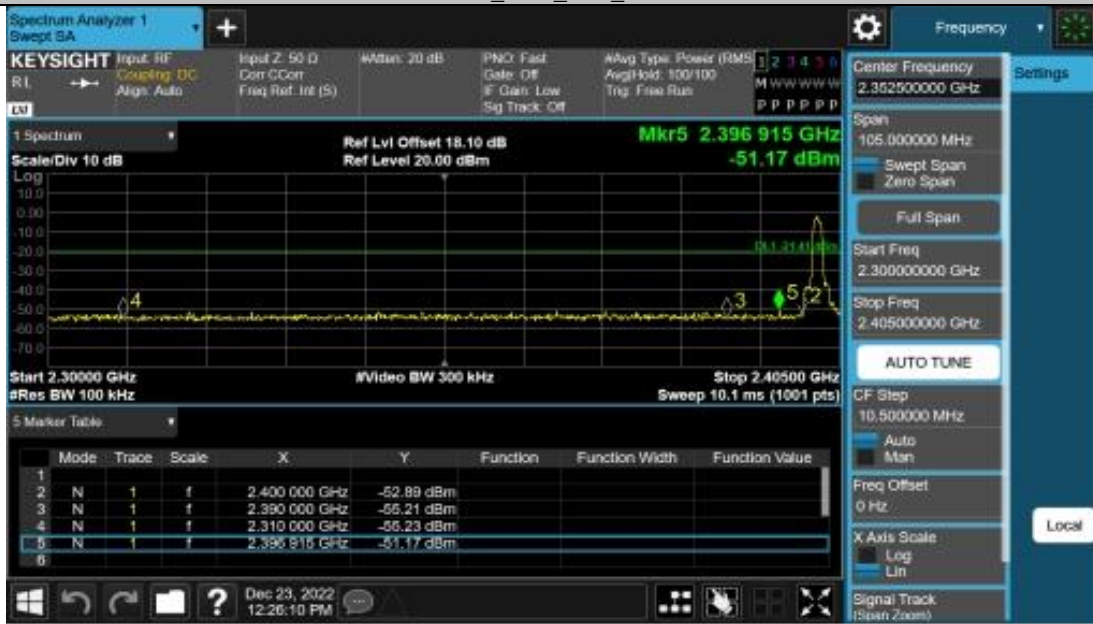 Spectrum Analyzer 1
Swept SA
+
Frequency
KEYSIGHT
Input: RF
Input Z: 50 Ω
#Atten: 20 dB
PNO: Fast
#Avg Type: Power (RMS
1 2 3 4 5 6
Center Frequency
Settings
RL
Coupling: DC
Corr CCorr
Gate: Off
Avg|Hold: 100/100
M W W W W W
2.352500000 GHz
Align: Auto
Freq Ref: Int (S)
IF Gain: Low
Trig: Free Run
LXI
Sig Track: Off
P P P P P P
Span
105.000000 MHz
1 Spectrum
Ref Lvl Offset 18.10 dB
Mkr5 2.396 915 GHz
Scale/Div 10 dB
Ref Level 20.00 dBm
-51.17 dBm
Swept Span
Zero Span
Log
10.0
0.00
Full Span
-10.0
-20.0
Start Freq
2.300000000 GHz
-30.0
-40.0
4
3
5
2
Stop Freq
2.405000000 GHz
-50.0
-60.0
-70.0
AUTO TUNE
Start 2.30000 GHz
#Video BW 300 kHz
Stop 2.40500 GHz
#Res BW 100 kHz
Sweep 10.1 ms (1001 pts)
CF Step
10.500000 MHz
5 Marker Table
Auto
Man
Mode Trace Scale X Y Function Function Width Function Value
1
2 N 1 f 2.400 000 GHz -52.89 dBm
3 N 1 f 2.390 000 GHz -55.21 dBm
4 N 1 f 2.310 000 GHz -55.23 dBm
5 N 1 f 2.396 915 GHz -51.17 dBm
6
Freq Offset
0 Hz
Local
X Axis Scale
Log
Lin
?
Dec 23, 2022
12:26:10 PM
Signal Track
(Span Zoom)